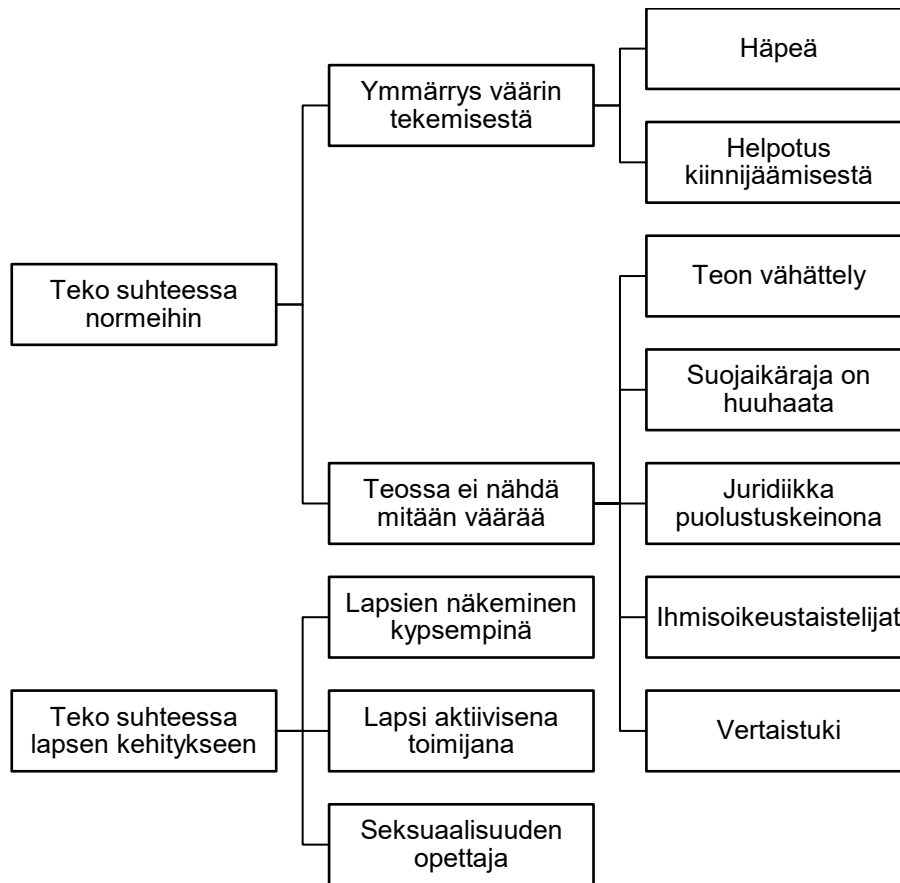 Häpeä
Ymmärrys väärin
tekemisestä
Helpotus
kiinnijäämisestä
Teko suhteessa
normeihin
Teon vähättely
Suojaikäraja on
huuhaata
Teossa ei nähdä
mitään väärää
Juridiikka
puolustuskeinona
Lapsien näkeminen
kypsempinä
Ihmisoikeustaistelijat
Teko suhteessa
lapsen kehitykseen
Lapsi aktiivisena
toimijana
Vertaistuki
Seksuaalisuuden
opettaja